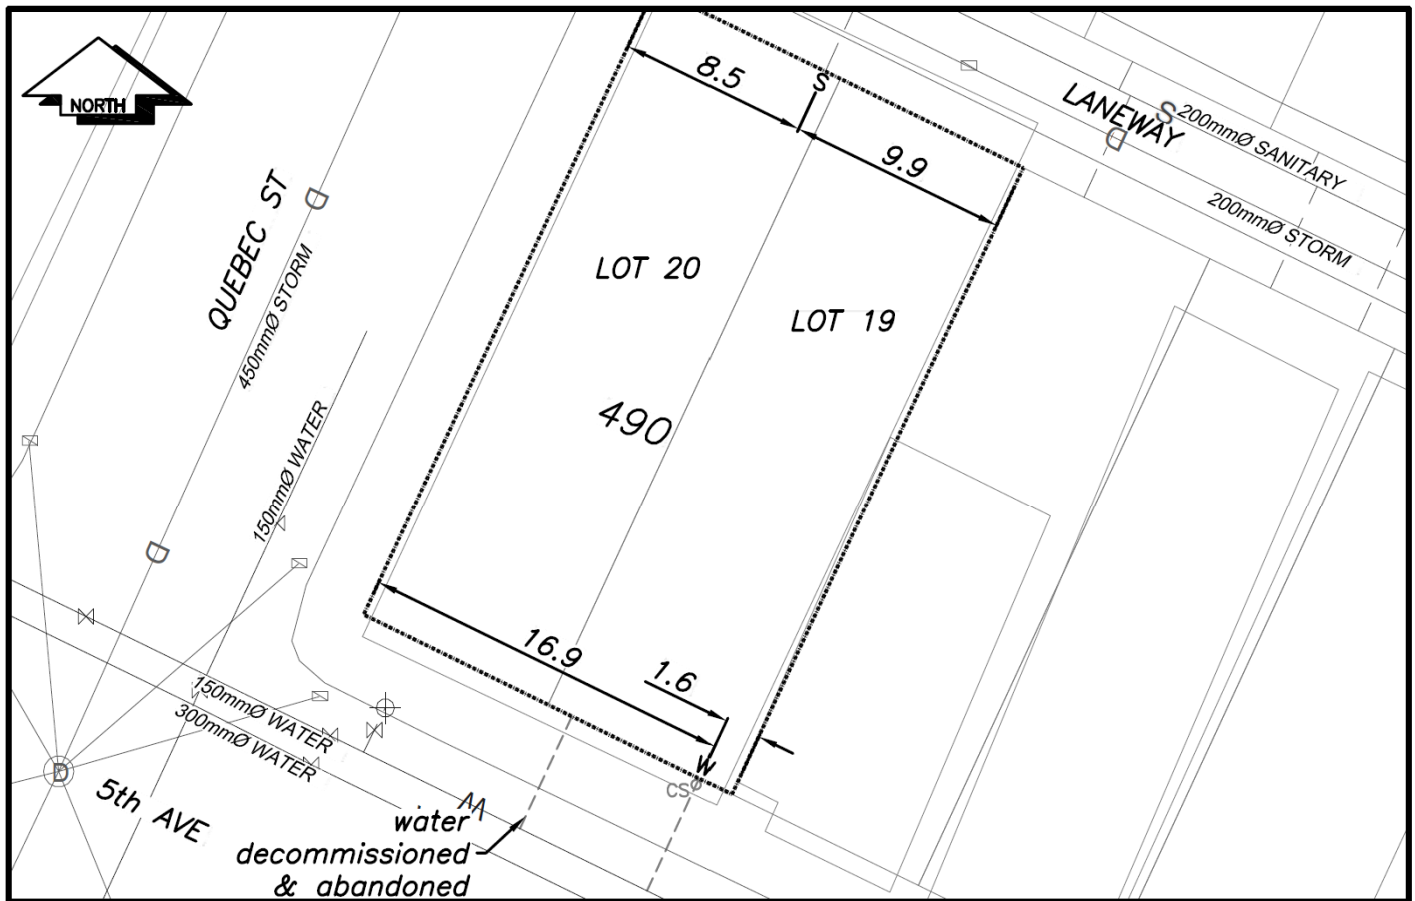 NORTH
8.5
S
9.9
LANEWAY
S
D
200mmØ SANITARY
200mmØ STORM
QUEBEC ST
D
450mmØ STORM
LOT 20
LOT 19
490
150mmØ WATER
D
16.9
1.6
W
CS
150mmØ WATER
300mmØ WATER
D
5th AVE
water
decommissioned
& abandoned